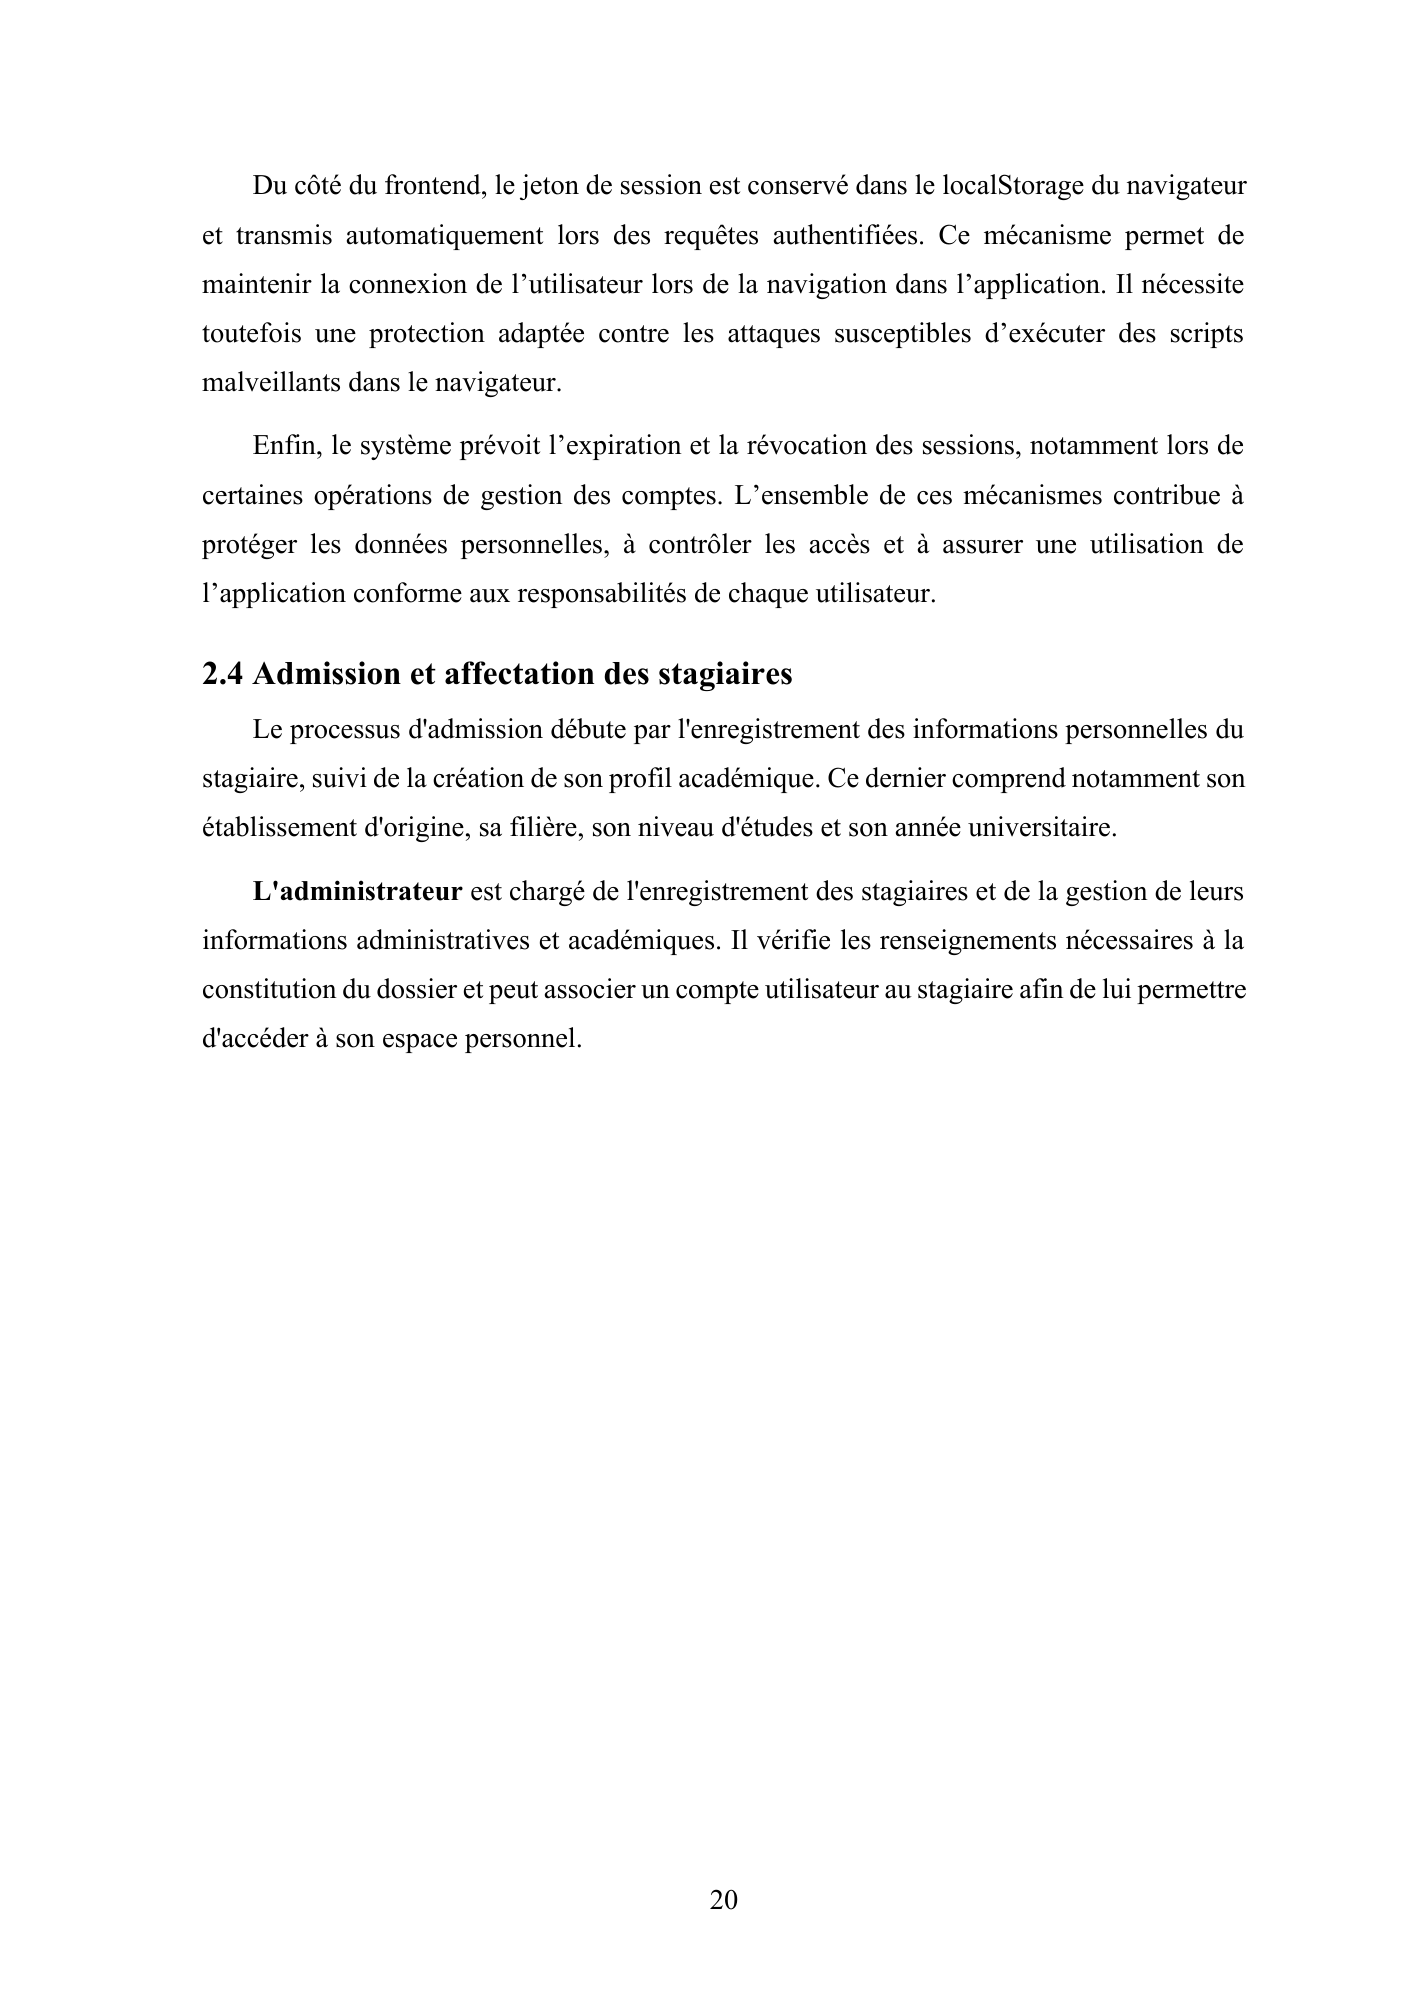 Du côté du frontend, le jeton de session est conservé dans le localStorage du navigateur
et transmis automatiquement lors des requêtes authentifiées. Ce mécanisme permet de
maintenir la connexion de l’utilisateur lors de la navigation dans l’application. Il nécessite
toutefois une protection adaptée contre les attaques susceptibles d’exécuter des scripts
malveillants dans le navigateur.
Enfin, le système prévoit l’expiration et la révocation des sessions, notamment lors de
certaines opérations de gestion des comptes. L’ensemble de ces mécanismes contribue à
protéger les données personnelles, à contrôler les accès et à assurer une utilisation de
l’application conforme aux responsabilités de chaque utilisateur.
2.4 Admission et affectation des stagiaires
Le processus d'admission débute par l'enregistrement des informations personnelles du
stagiaire, suivi de la création de son profil académique. Ce dernier comprend notamment son
établissement d'origine, sa filière, son niveau d'études et son année universitaire.
L'administrateur est chargé de l'enregistrement des stagiaires et de la gestion de leurs
informations administratives et académiques. Il vérifie les renseignements nécessaires à la
constitution du dossier et peut associer un compte utilisateur au stagiaire afin de lui permettre
d'accéder à son espace personnel.
20